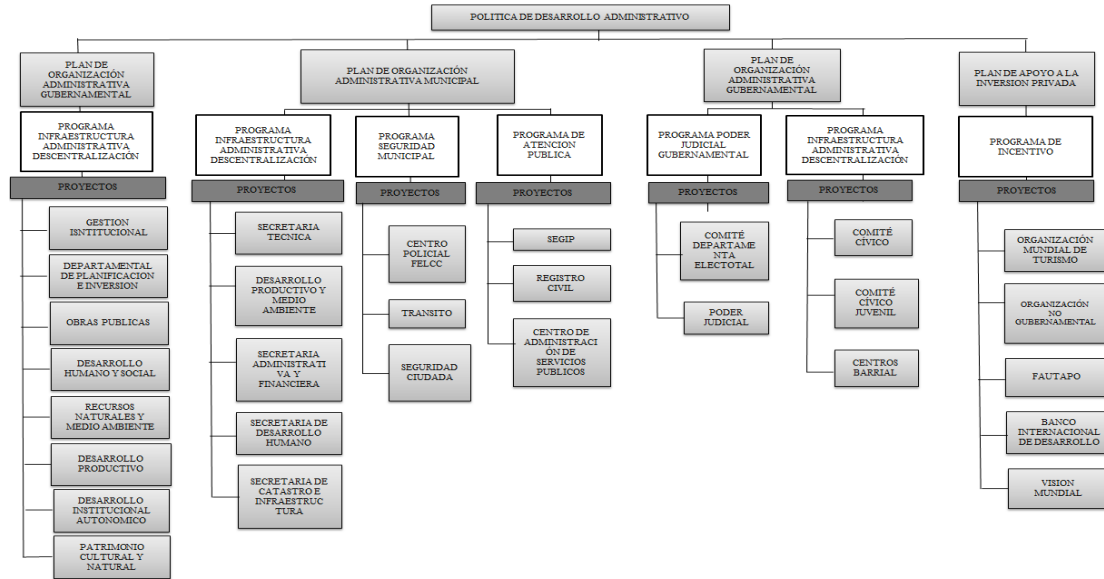 POLITICA DE DESARROLLO ADMINISTRATIVO
PLAN DE
ORGANIZACIÓN
ADMINISTRATIVA
GUBERNAMENTAL
PLAN DE ORGANIZACIÓN
ADMINISTRATIVA MUNICIPAL
PLAN DE
ORGANIZACIÓN
ADMINISTRATIVA
GUBERNAMENTAL
PLAN DE APOYO A LA
INVERSION PRIVADA
PROGRAMA
INFRAESTRUCTURA
ADMINISTRATIVA
DESCENTRALIZACIÓN
PROGRAMA
INFRAESTRUCTURA
ADMINISTRATIVA
DESCENTRALIZACIÓN
PROGRAMA
SEGURIDAD
MUNICIPAL
PROGRAMA DE
ATENCION
PUBLICA
PROGRAMA PODER
JUDICIAL
GUBERNAMENTAL
PROGRAMA
INFRAESTRUCTURA
ADMINISTRATIVA
DESCENTRALIZACIÓN
PROGRAMA DE
INCENTIVO
PROYECTOS
PROYECTOS
PROYECTOS
PROYECTOS
PROYECTOS
PROYECTOS
PROYECTOS
GESTION
ISNTITUCIONAL
DEPARTAMENTAL
DE PLANIFICACION
E INVERSION
OBRAS PUBLICAS
DESARROLLO
HUMANO Y SOCIAL
RECURSOS
NATURALES Y
MEDIO AMBIENTE
DESARROLLO
PRODUCTIVO
DESARROLLO
INSTITUCIONAL
AUTONOMICO
PATRIMONIO
CULTURAL Y
NATURAL
SECRETARIA
TECNICA
DESARROLLO
PRODUCTIVO Y
MEDIO
AMBIENTE
SECRETARIA
ADMINISTRATI
VA Y
FINANCIERA
SECRETARIA DE
DESARROLLO
HUMANO
SECRETARIA DE
CATASTRO E
INFRAESTRUC
TURA
CENTRO
POLICIAL
FELCC
TRANSITO
SEGURIDAD
CIUDADA
SEGIP
REGISTRO
CIVIL
CENTRO DE
ADMINISTRACI
ÓN DE
SERVICIOS
PUBLICOS
COMITÉ
DEPARTAME
NTA
ELECTOTAL
PODER
JUDICIAL
COMITÉ
CÍVICO
COMITÉ
CÍVICO
JUVENIL
CENTROS
BARRIAL
ORGANIZACIÓN
MUNDIAL DE
TURISMO
ORGANIZACIÓN
NO
GUBERNAMENTAL
FAUTAPO
BANCO
INTERNACIONAL
DE DESARROLLO
VISION
MUNDIAL